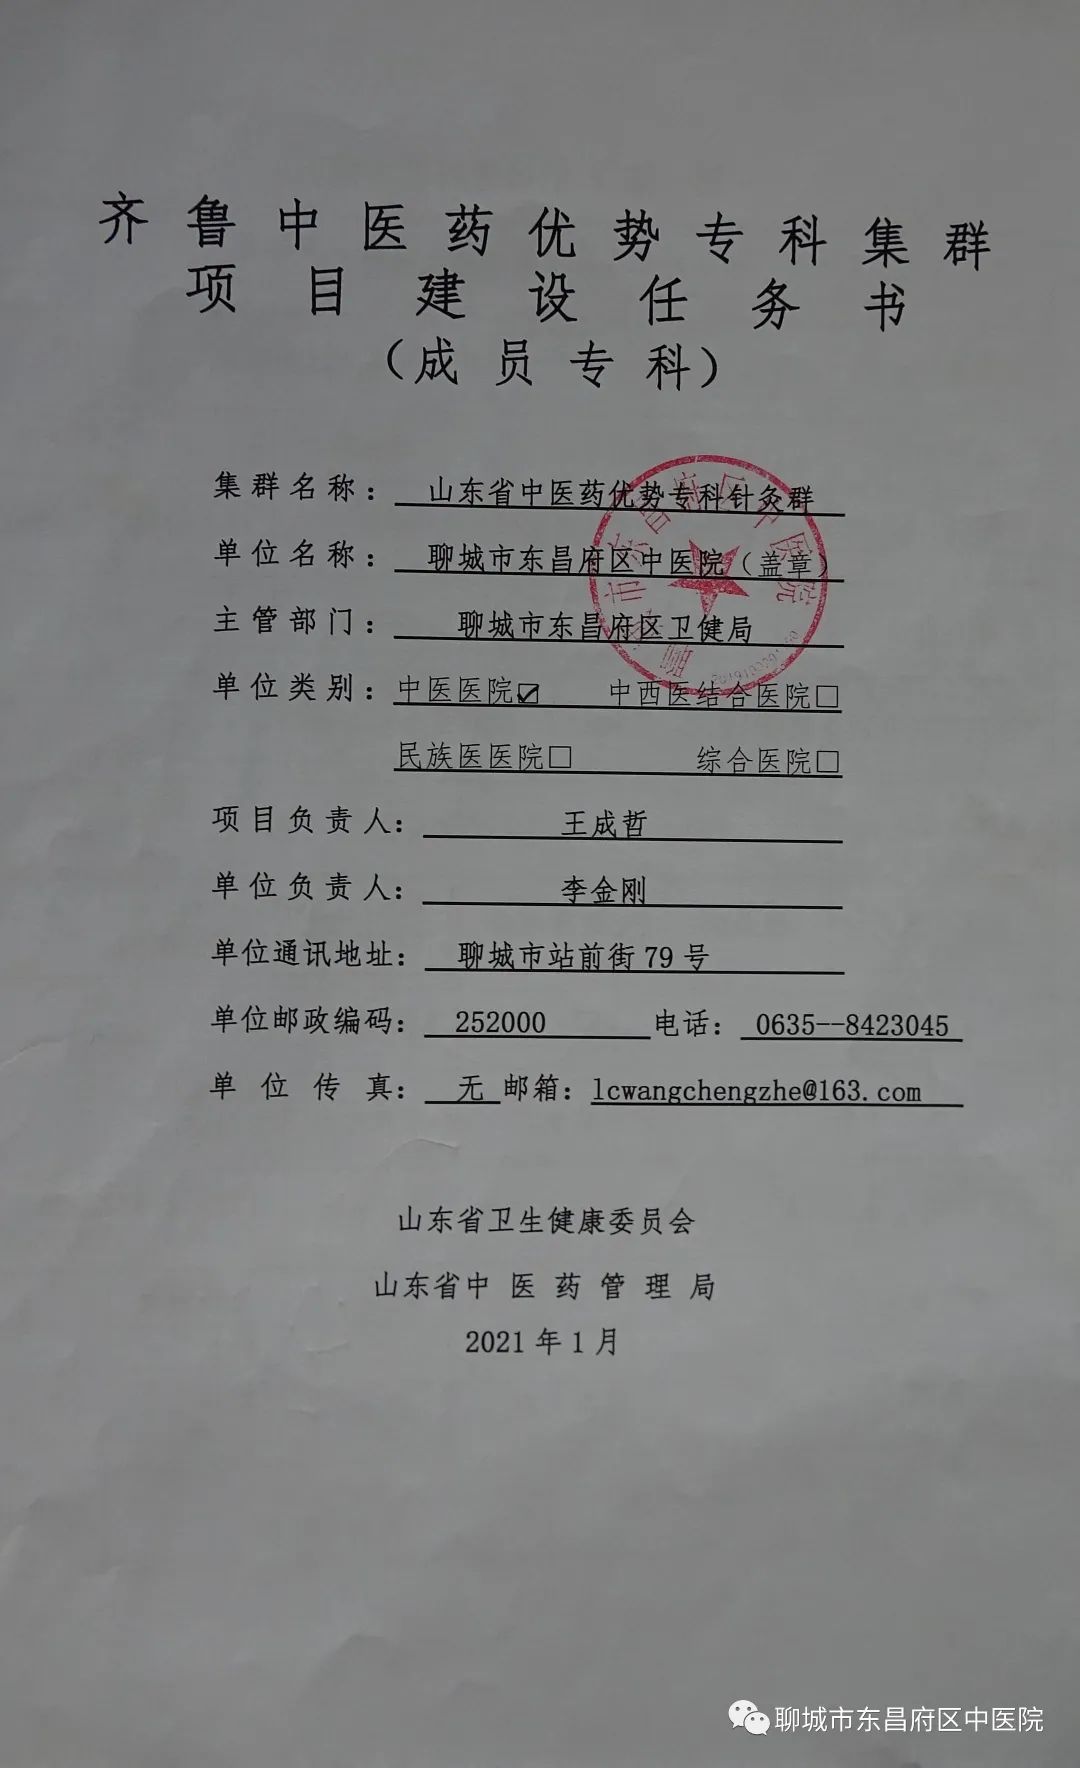 齐鲁中医药优势专科集群
项目建设任务书
（成员专科）
集群名称：山东省中医药优势专科针灸群
单位名称：聊城市东昌府区中医院（盖章）
主管部门：聊城市东昌府区卫健局
单位类别：中医医院☑ 中西医结合医院□
民族医医院□ 综合医院□
项目负责人：王成哲
单位负责人：李金刚
单位通讯地址：聊城市站前街79号
单位邮政编码：252000 电话：0635--8423045
单位传真：无 邮箱：lcwangchengzhe@163.com
山东省卫生健康委员会
山东省中医药管理局
2021年1月
聊城市东昌府区中医院